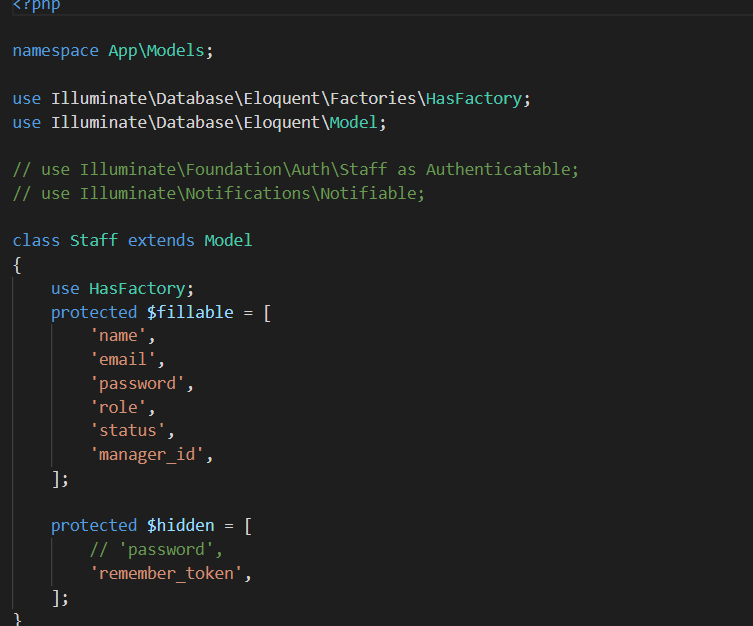 <?php
namespace App\Models;
use Illuminate\Database\Eloquent\Factories\HasFactory;
use Illuminate\Database\Eloquent\Model;
// use Illuminate\Foundation\Auth\Staff as Authenticatable;
// use Illuminate\Notifications\Notifiable;
class Staff extends Model
{
    use HasFactory;
    protected $fillable = [
        'name',
        'email',
        'password',
        'role',
        'status',
        'manager_id',
    ];
    protected $hidden = [
        // 'password',
        'remember_token',
    ];
}